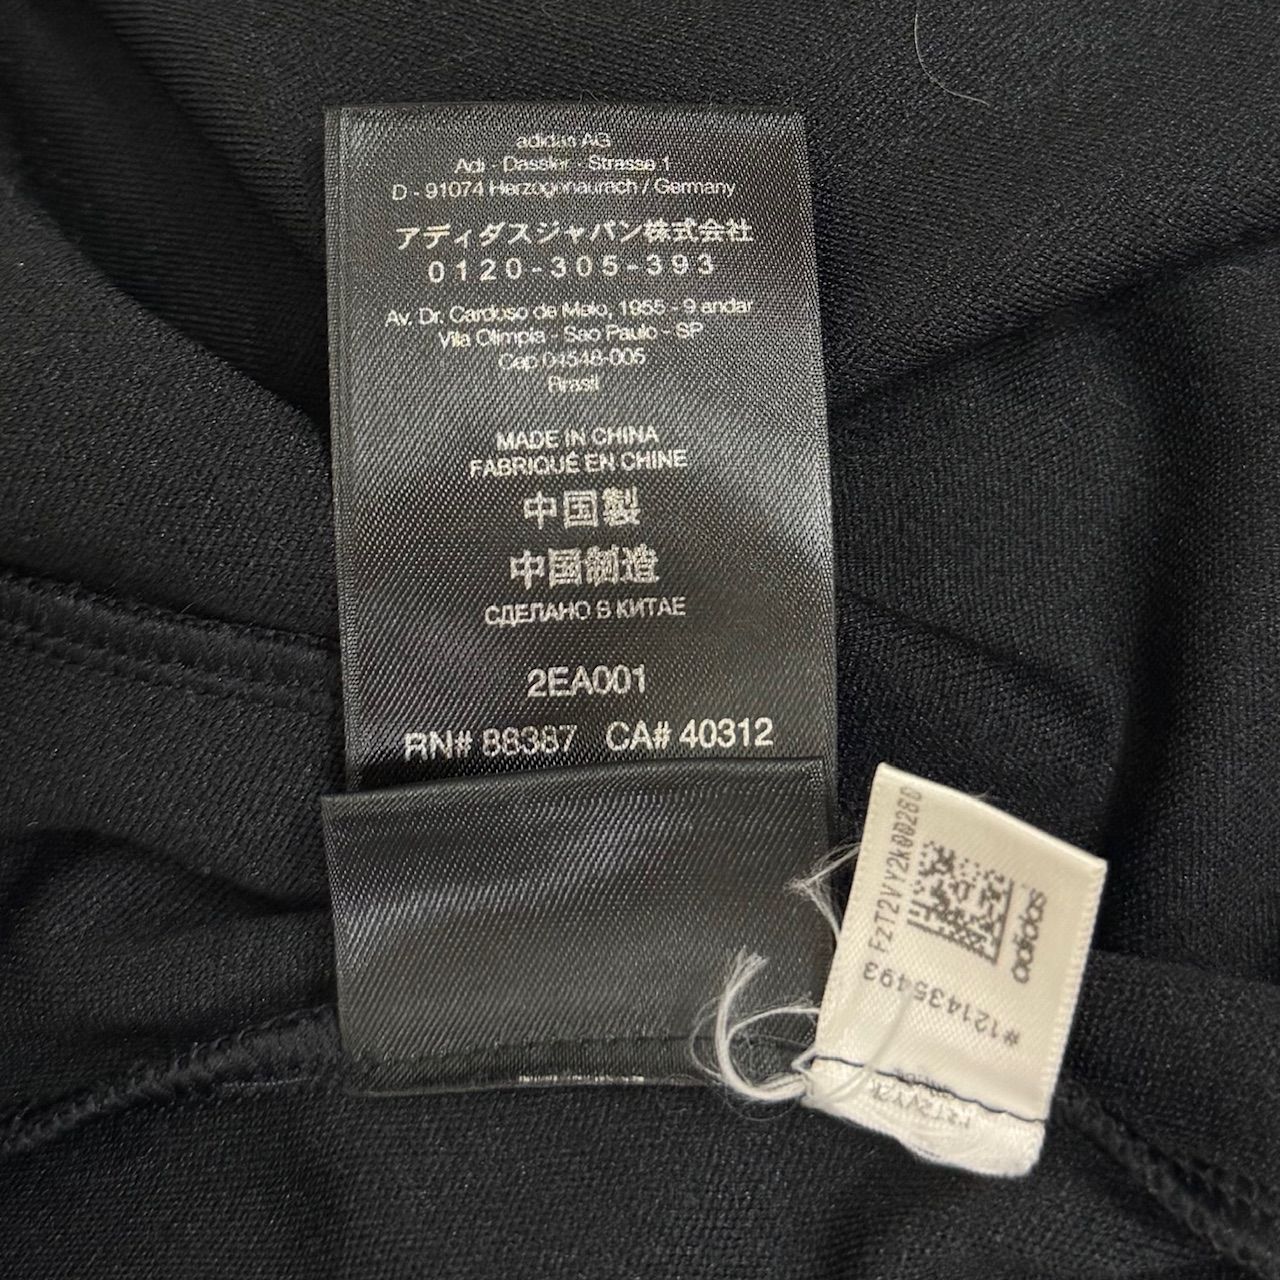 adidas AG
Adi - Dassler - Strasse 1
D - 91074 Herzogenaurach / Germany
アディダスジャパン株式会社
0120-305-393
Av. Dr. Cardoso de Melo, 1955 - 9 andar
Vila Olimpia - Sao Paulo - SP
Cep 04548-005
Brasil
MADE IN CHINA
FABRIQUÉ EN CHINE
中国製
中国制造
СДЕЛАНО В КИТАЕ
2EA001
RN# 88387 CA# 40312
FzT2VY2k00260
adidas
#121435493